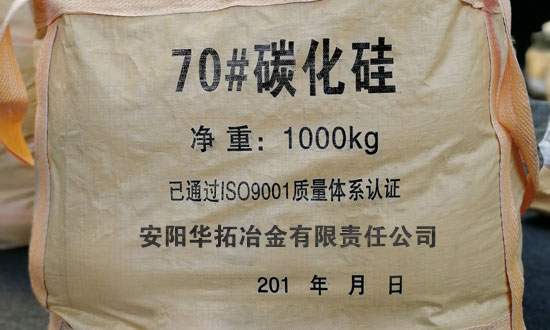 70#碳化硅
净重：1000kg
已通过ISO9001质量体系认证
安阳华拓冶金有限责任公司
201 年 月 日